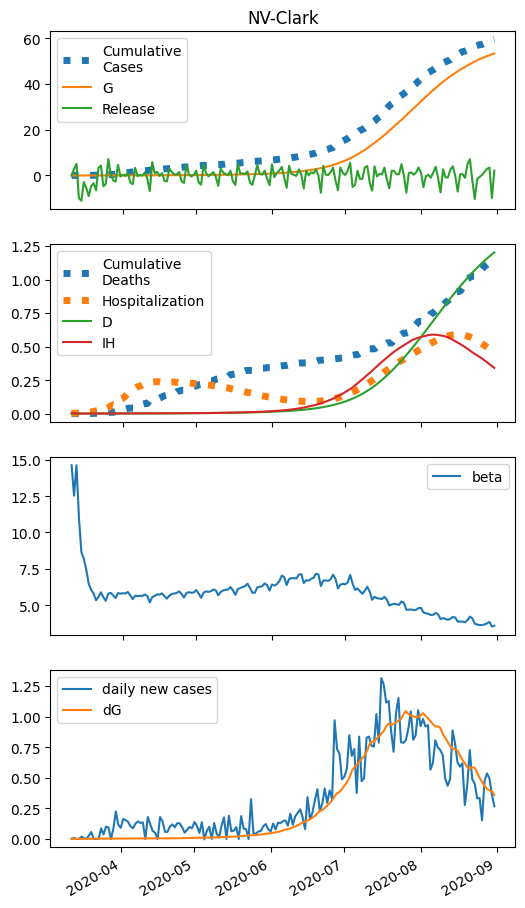 NV-Clark
60
40
20
0
Cumulative
Cases
G
Release
1.25
1.00
0.75
0.50
0.25
0.00
Cumulative
Deaths
Hospitalization
D
IH
15.0
12.5
10.0
7.5
5.0
beta
1.25
1.00
0.75
0.50
0.25
0.00
daily new cases
dG
2020-04
2020-05
2020-06
2020-07
2020-08
2020-09